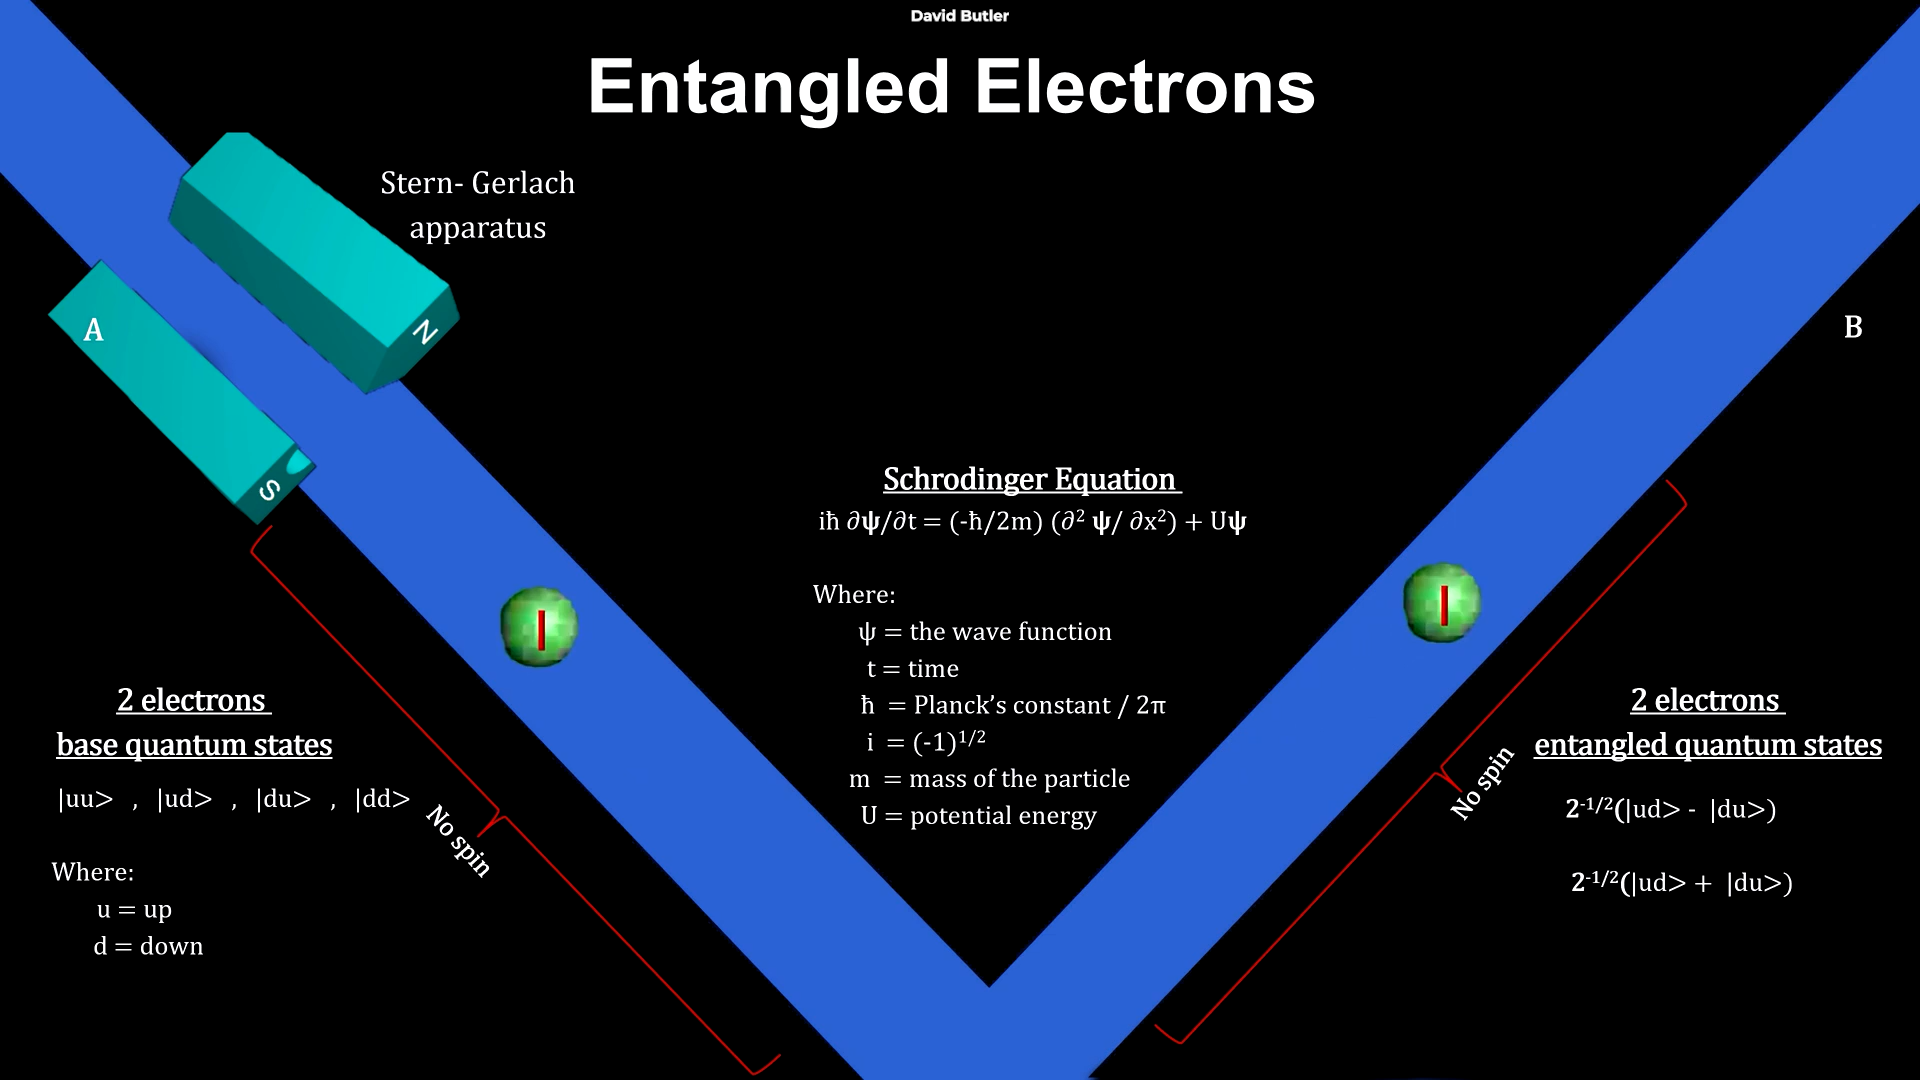 David Butler
Entangled Electrons
Stern- Gerlach
apparatus
N
A
S
B
Schrodinger Equation
iħ ∂ψ/∂t = (-ħ/2m) (∂² ψ/ ∂x²) + Uψ
Where:
ψ = the wave function
t = time
ħ = Planck’s constant / 2π
i = (-1)^1/2
m = mass of the particle
U = potential energy
2 electrons
base quantum states
|uu> , |ud> , |du> , |dd>
Where:
u = up
d = down
No spin
No spin
2 electrons
entangled quantum states
2^-1/2(|ud> - |du>)
2^-1/2(|ud> + |du>)